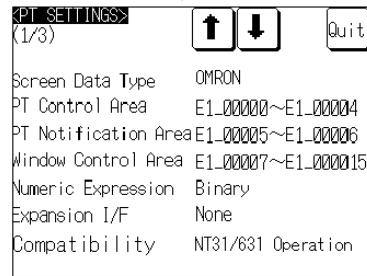 <PT SETTINGS>
(1/3)
Quit
Screen Data Type OMRON
PT Control Area E1_00000~E1_00004
PT Notification Area E1_00005~E1_00006
Window Control Area E1_00007~E1_000015
Numeric Expression Binary
Expansion I/F None
Compatibility NT31/631 Operation